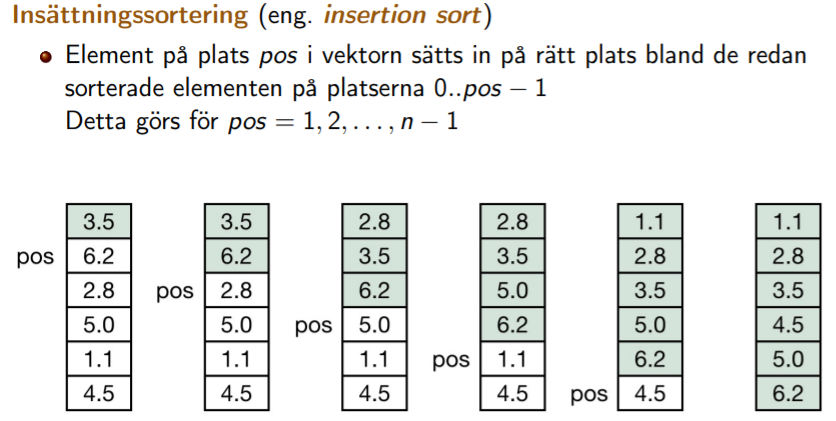 Insättningssortering (eng. insertion sort)
Element på plats pos i vektorn sätts in på rätt plats bland de redan
sorterade elementen på platserna 0..pos − 1
Detta görs för pos = 1, 2, . . . , n − 1
3.5 3.5 2.8 2.8 1.1 1.1
pos 6.2 6.2 3.5 3.5 2.8 2.8
2.8 pos 2.8 6.2 5.0 3.5 3.5
5.0 5.0 pos 5.0 6.2 5.0 4.5
1.1 1.1 1.1 pos 1.1 6.2 5.0
4.5 4.5 4.5 4.5 pos 4.5 6.2